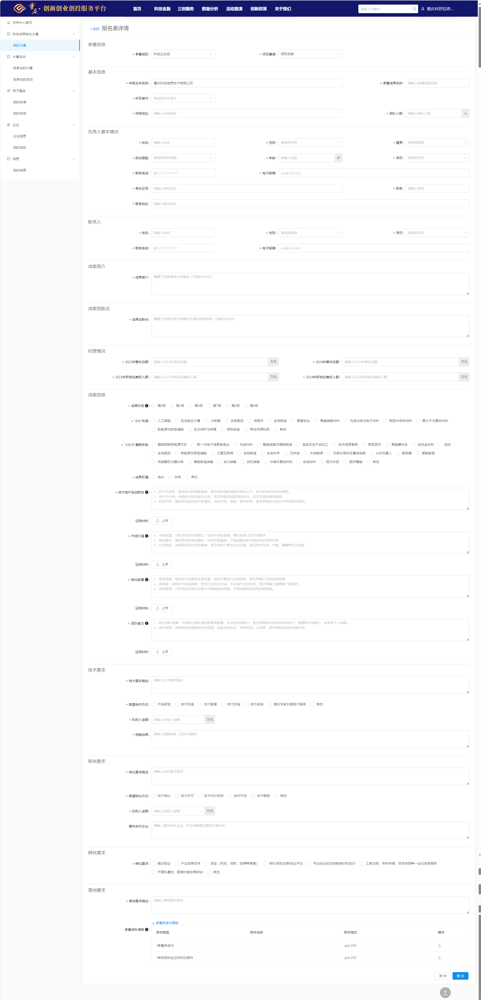 重庆·创新创业创投服务平台
首页 科技金融 三创服务 数据分析 活动路演 创新政策 关于我们 请输入关键字 重庆科控信息...
会员中心首页
科技成果转化大赛
我的大赛
大赛活动
我参加的大赛
我参加的活动
种子基金
我的申请
我的年报
企业
企业信息
我的项目
消息
我的消息
返回 报名表详情
参赛信息
* 参赛组别: 科创企业组 * 项目赛道: 绿色低碳
基本信息
* 申报主体名称: 重庆科控信息技术有限公司 * 参赛成果名称: 请输入参赛成果名称
* 所在省市: 请选择所在省市
* 详细地址: 请输入详细地址 * 团队人数: 请输入团队人数 人
负责人基本情况
* 姓名: 请输入姓名 * 性别: 请选择性别 * 籍贯: 请选择籍贯
* 政治面貌: 请选择政治面貌 * 年龄: 请输入年龄 岁 * 学历: 请选择学历
* 联系电话: 如131111111111 * 电子邮箱: xxx@126.com
* 身份证号: 请输入身份证号 * 职务: 请输入职务
* 联系地址: 请输入联系地址
联系人
* 姓名: 请输入姓名 * 性别: 请选择性别 * 学历: 请选择学历
* 联系电话: 如131111111111 * 电子邮箱: xxx@126.com
成果简介
* 成果简介: 侧重于成果整体介绍描述（不超过300字）
成果创新点
* 成果创新点: 侧重于成果在技术或模式方面的创新性等（不超过200字）
经营情况
* 2023年营收总额: 请输入2023年营收总额 万元 * 2024年营收总额: 请输入2024年营收总额 万元
* 2023年研发经费投入额: 请输入2023年研发经费投入额 万元 * 2024年研发经费投入额: 请输入2024年研发经费投入额 万元
成果信息
* 成果阶段: 第4级 第5级 第6级 第7级 第8级 第9级
* "416"布局: 人工智能 区块链云计算 大数据 生物医药 准医疗 生物制造 智慧农业 高端装备材料 先进光电与电子材料 新型半导体材料 高分子与复合材料
新能源与新型储能 生态保护与修复 绿色制造 再生资源利用 其他
* "33618"集群体系: 智能网联新能源汽车 新一代电子信息制造业 先进材料 智能装备及智能制造 食品及农产品加工 软件信息服务 新型显示 高端摩托车 轻合金材料 轻纺
生物医药 新能源及新型储能 卫星互联网 生物制造 生命科学 元宇宙 未来能源 功率半导体及集成电路 AI及机器人 服务器 智能家居
传感器及仪器仪表 智能制造装备 动力装备 农机装备 纤维及复合材料 合成材料 现代中药 医疗器械 其他
* 成果权属: 独占 共有 其它
* 技术或产品创新性: 1、技术先进性：阐述技术的创新程度，是否具有国际或国内领先水平，技术的前沿性和突破性。
2、技术可行性：说明技术的实施可行性，是否具备实际应用的条件，技术实现的难易程度。
3、知识产权：描述项目的知识产权情况，包括专利、商标、著作权等，是否具备自主知识产权或相关授权。
证明材料: 上传
* 市场价值: 1、市场前景：分析项目的市场潜力，目标市场的规模、增长趋势以及市场需求
2、商业模式：阐述项目的商业模式，如何实现盈利，产品或服务的市场定位和竞争优势
3、社会效益：说明项目对社会的影响，是否有助于解决社会问题，是否具有环保、节能、健康等社会效益
证明材料: 上传
* 转化前景: 1、应用场景：描述技术的具体应用场景，适用于哪些行业或领域，是否具备广泛的应用前景。
2、成熟度：说明技术的成熟度，是否已经经过小试、中试或产业化阶段，是否具备大规模推广的条件。
3、风险管理：分析项目在转化过程中可能面临的风险，并提出相应的风险控制措施。
证明材料: 上传
* 团队能力: 1、核心团队背景：介绍核心团队成员的教育背景、从业经历和能力，是否具备推动项目成功的技术、管理和市场能力，获奖及个人成就。
2、合作资源：说明项目所拥有的合作资源，包括合作伙伴、科研机构、企业等，是否具备良好的外部支持。
证明材料: 上传
技术需求
* 技术需求描述: 请输入技术需求描述
* 期望合作方式: 产品研发 技术改造 技术配套 技术改造 技术咨询 委托专家长期技术服务 其他
* 拟投入金额: 请输入拟投入金额 万元
* 预期效果: 请输入预期效果（含技术指标）
转化需求
* 转化需求描述: 请输入转化需求描述
* 期望转化方式: 技术转让 技术许可 技术作价投资 合作开发 技术服务 其他
* 拟投入金额: 请输入拟投入金额 万元
意向合作企业: 请输入意向合作企业，并注明期望在哪些方面合作
孵化需求
* 孵化需求: 概念验证 产业政策支持 资金（风投、贷款、挂牌等渠道） 孵化场地/创新创业平台 专业创业知识技能培训和实训 工商注册、专利申请、项目申报等一站式政务服务
开展私董会、路演对接会等活动 其他
落地需求
* 落地需求描述: 请输入落地需求描述
参赛承诺书模板
参赛资料清单: 附件类型 附件名称 附件格式 操作
*参赛承诺书 .pdf,.PDF
*其他相关佐证材料扫描件 .pdf,.PDF
保存 提交